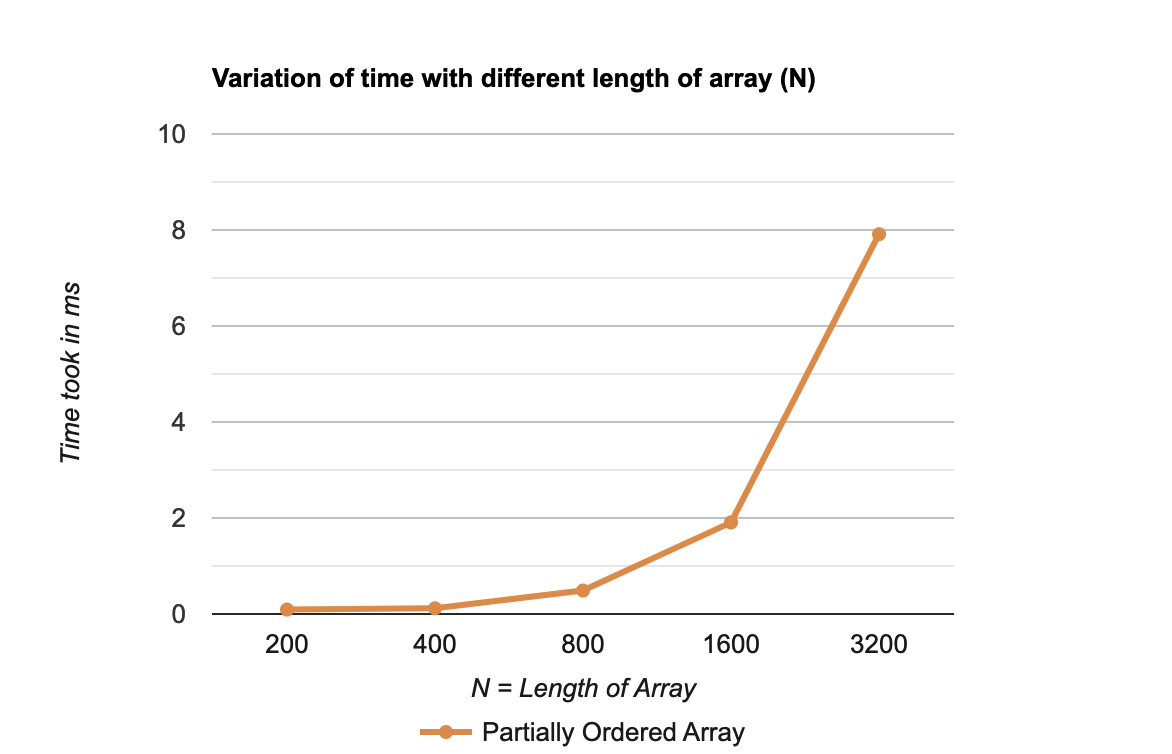 Variation of time with different length of array (N)
10
8
6
4
2
0
Time took in ms
200 400 800 1600 3200
N = Length of Array
Partially Ordered Array